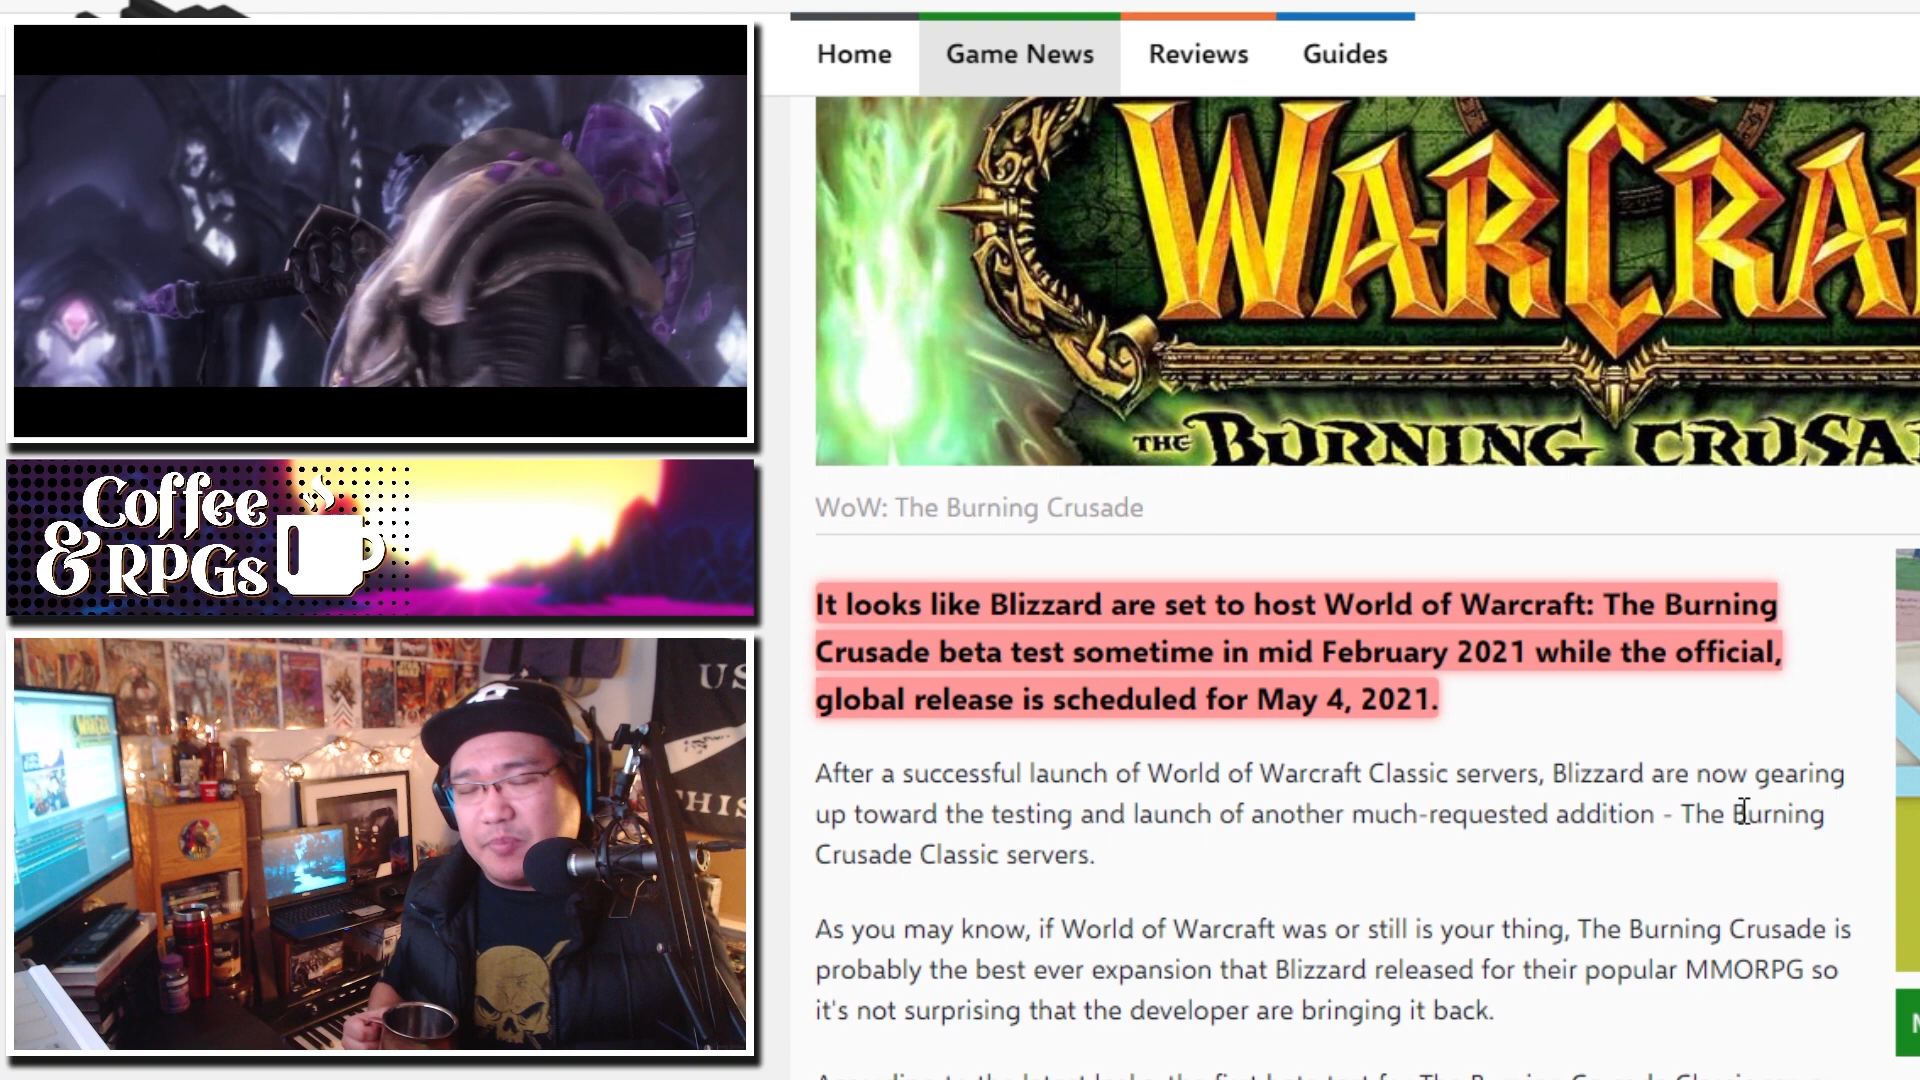 Home Game News Reviews Guides
WARCRA
THE BURNING CRUSA
Coffee
& RPGs
WoW: The Burning Crusade
It looks like Blizzard are set to host World of Warcraft: The Burning
Crusade beta test sometime in mid February 2021 while the official,
global release is scheduled for May 4, 2021.
After a successful launch of World of Warcraft Classic servers, Blizzard are now gearing
up toward the testing and launch of another much-requested addition - The Burning
Crusade Classic servers.
As you may know, if World of Warcraft was or still is your thing, The Burning Crusade is
probably the best ever expansion that Blizzard released for their popular MMORPG so
it's not surprising that the developer are bringing it back.
US
THIS